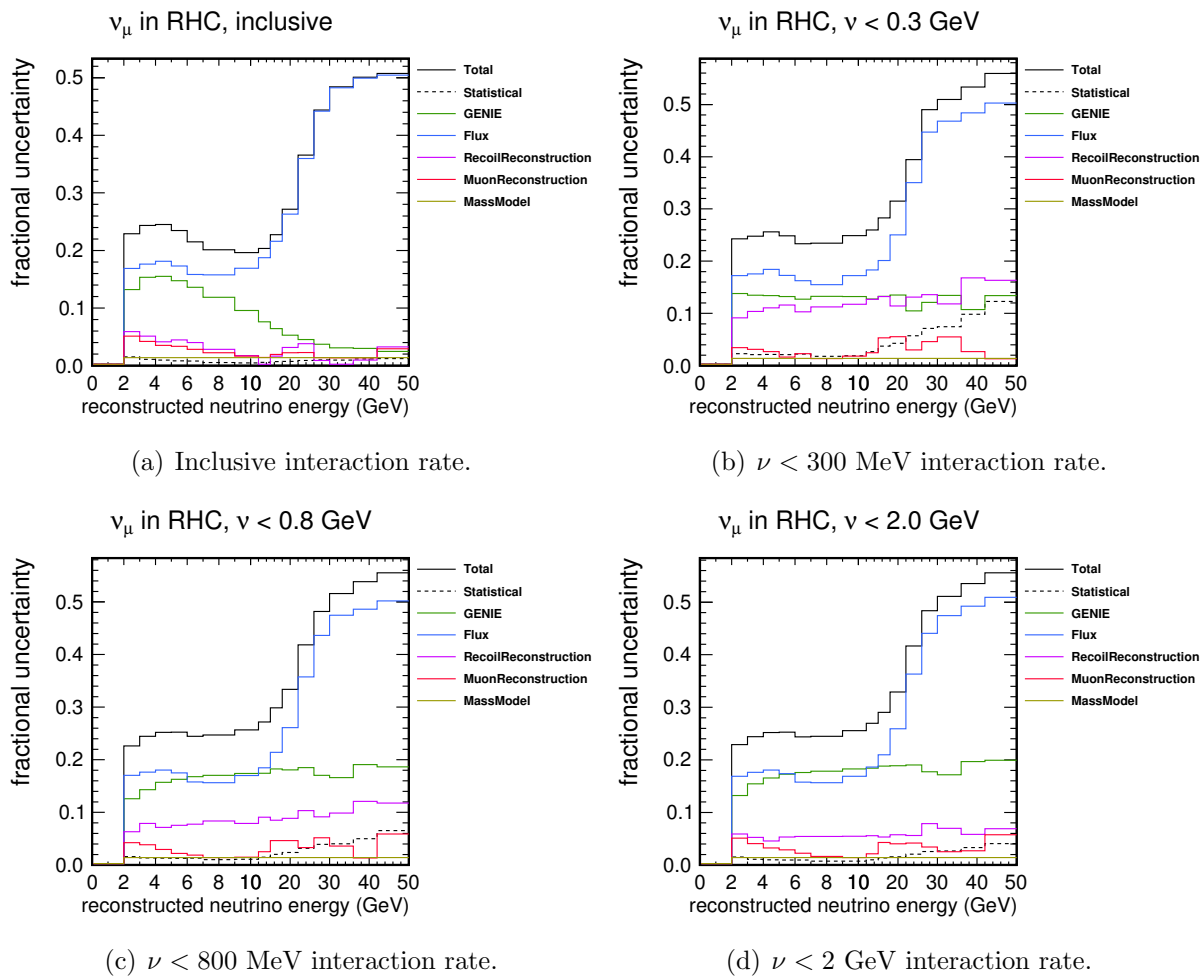 νμ in RHC, inclusive
fractional uncertainty
0.5
0.4
0.3
0.2
0.1
0.0
0 2 4 6 8 10 0 20 30 40 50
reconstructed neutrino energy (GeV)
Total
Statistical
GENIE
Flux
RecoilReconstruction
MuonReconstruction
MassModel
(a) Inclusive interaction rate.
νμ in RHC, ν < 0.3 GeV
fractional uncertainty
0.5
0.4
0.3
0.2
0.1
0.0
0 2 4 6 8 10 0 20 30 40 50
reconstructed neutrino energy (GeV)
Total
Statistical
GENIE
Flux
RecoilReconstruction
MuonReconstruction
MassModel
(b) ν < 300 MeV interaction rate.
νμ in RHC, ν < 0.8 GeV
fractional uncertainty
0.5
0.4
0.3
0.2
0.1
0.0
0 2 4 6 8 10 0 20 30 40 50
reconstructed neutrino energy (GeV)
Total
Statistical
GENIE
Flux
RecoilReconstruction
MuonReconstruction
MassModel
(c) ν < 800 MeV interaction rate.
νμ in RHC, ν < 2.0 GeV
fractional uncertainty
0.5
0.4
0.3
0.2
0.1
0.0
0 2 4 6 8 10 0 20 30 40 50
reconstructed neutrino energy (GeV)
Total
Statistical
GENIE
Flux
RecoilReconstruction
MuonReconstruction
MassModel
(d) ν < 2 GeV interaction rate.